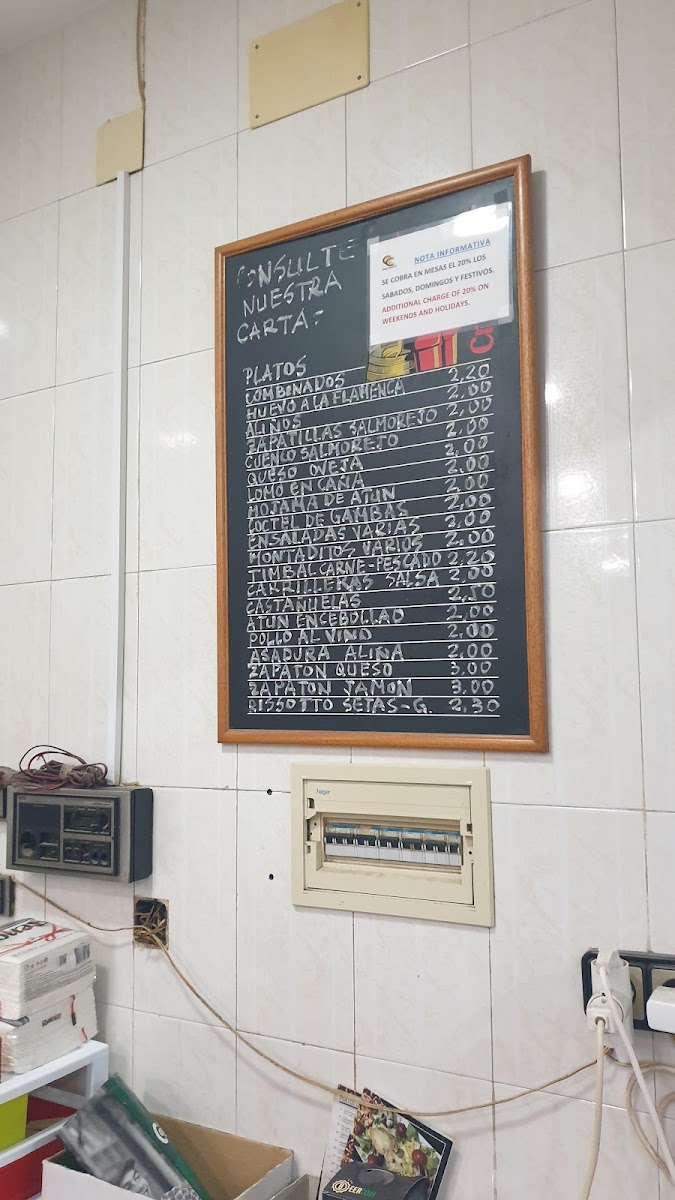 CONSULTE
NUESTRA
CARTA:
NOTA INFORMATIVA
SE COBRA EN MESAS EL 20% LOS
SABADOS, DOMINGOS Y FESTIVOS.
ADDITIONAL CHARGE OF 20% ON
WEEKENDS AND HOLIDAYS.
PLATOS
COMBINADOS
HUEVO A LA FLAMENCA 2,20
ALIÑOS 2,00
ZAPATILLAS SALMOREJO 2,00
CUENCO SALMOREJO 2,00
QUESO OVEJA 2,00
LOMO EN CAÑA 2,00
MOJAMA DE ATUN 2,00
COCTEL DE GAMBAS 2,00
ENSALADAS VARIAS 3,00
MONTADITOS VARIOS 2,00
TIMBAL CARNE-PESCADO 2,20
CARRILLERAS SALSA 2,00
CASTAÑUELAS 2,50
ATUN ENCEBOLLAO 2,00
POLLO AL VINO 2,00
ASADURA ALIÑA 2,00
ZAPATON QUESO 3,00
ZAPATON JAMON 3,00
RISSOTTO SETAS-G. 2,30
hager